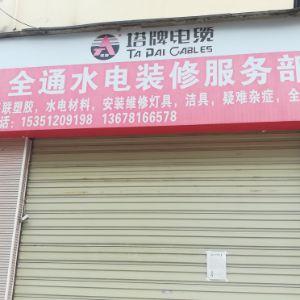 塔牌电缆
TA PAI CABLES
全通水电装修服务部
联塑胶，水电材料，安装维修灯具，洁具，疑难杂症，全
话：15351209198 13678166578